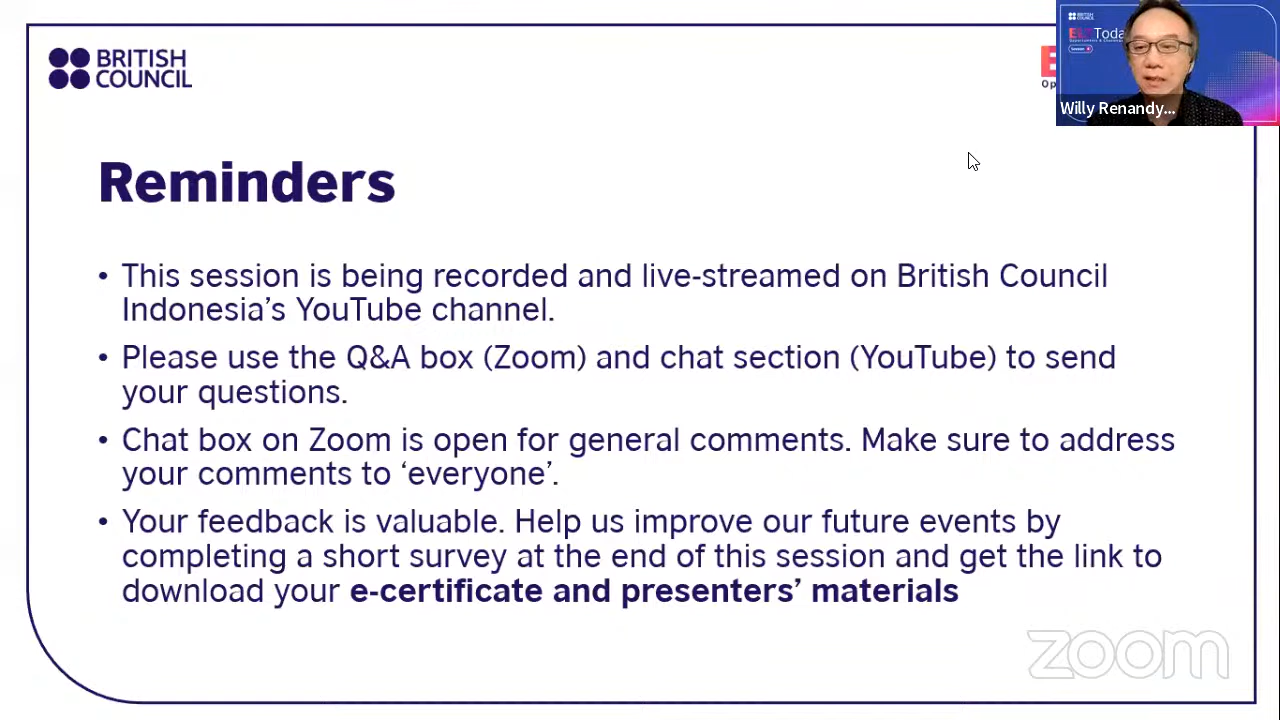 BRITISH
COUNCIL
Willy Renandy...
Reminders
• This session is being recorded and live-streamed on British Council
Indonesia’s YouTube channel.
• Please use the Q&A box (Zoom) and chat section (YouTube) to send
your questions.
• Chat box on Zoom is open for general comments. Make sure to address
your comments to ‘everyone’.
• Your feedback is valuable. Help us improve our future events by
completing a short survey at the end of this session and get the link to
download your e-certificate and presenters’ materials
zoom